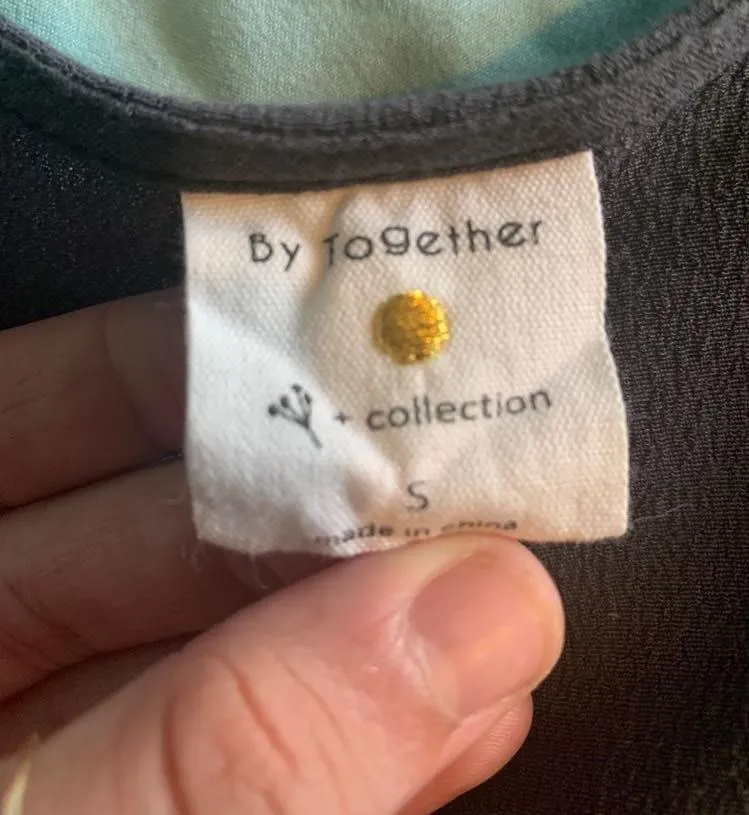 By Together
+ collection
S
made in china